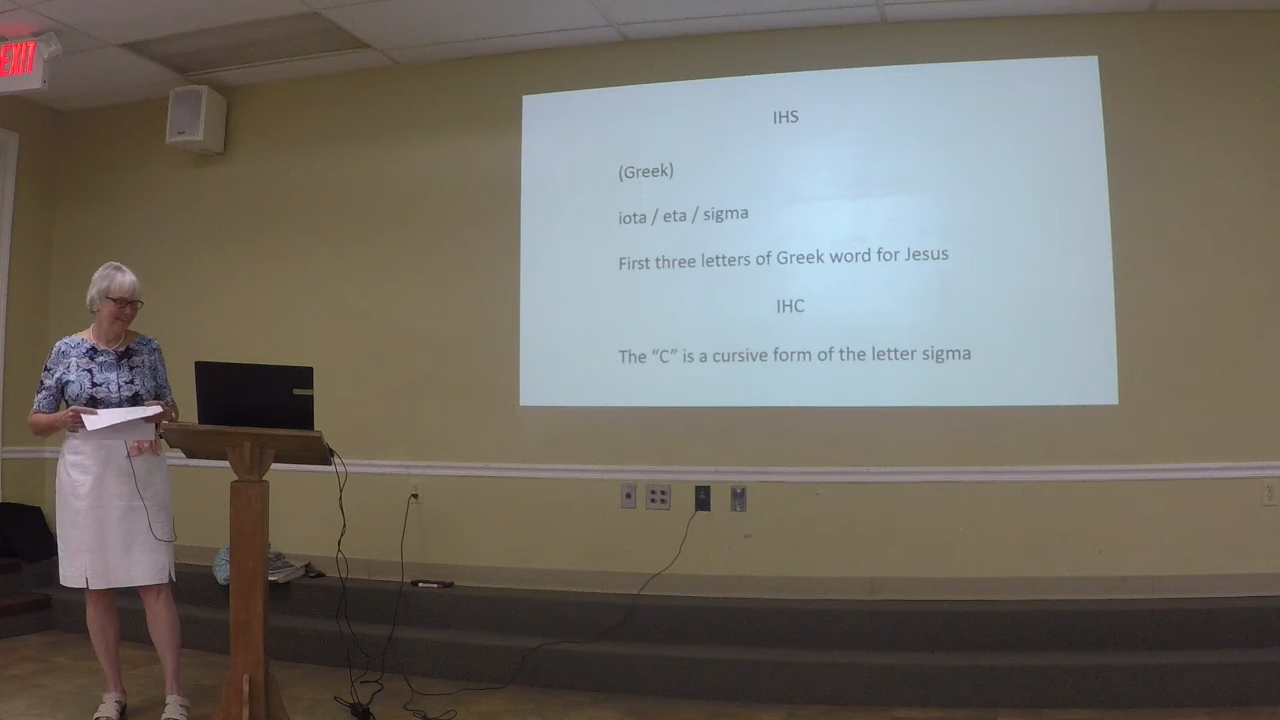 EXIT
IHS
(Greek)
iota / eta / sigma
First three letters of Greek word for Jesus
IHC
The “C” is a cursive form of the letter sigma